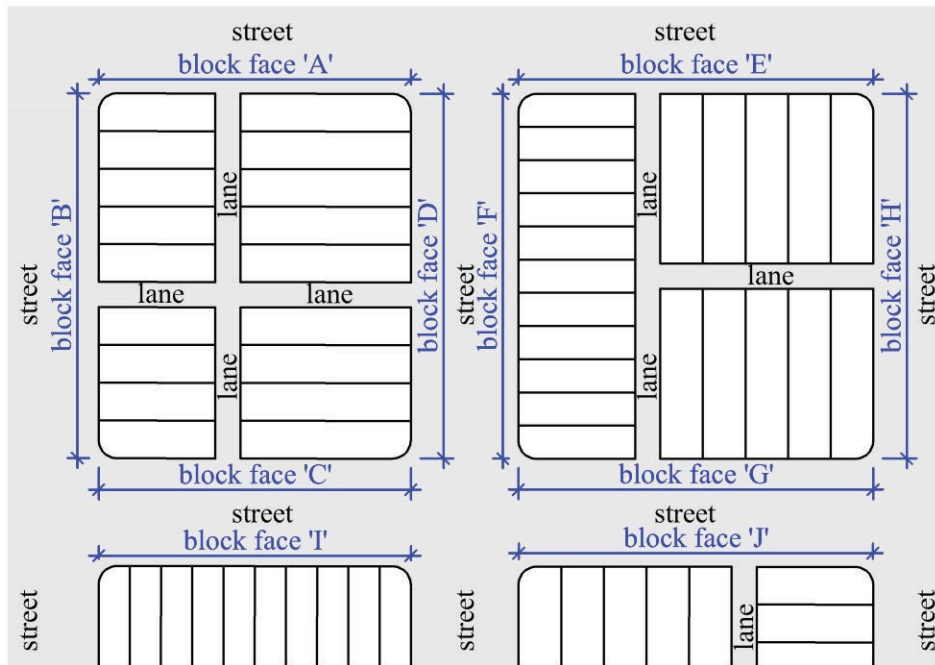 street
street
block face 'A'
block face 'E'
lane
lane
block face 'B'
block face 'D'
block face 'F'
block face 'H'
street
lane
lane
street
lane
street
lane
lane
block face 'C'
block face 'G'
street
street
block face 'I'
block face 'J'
street
street
lane
street